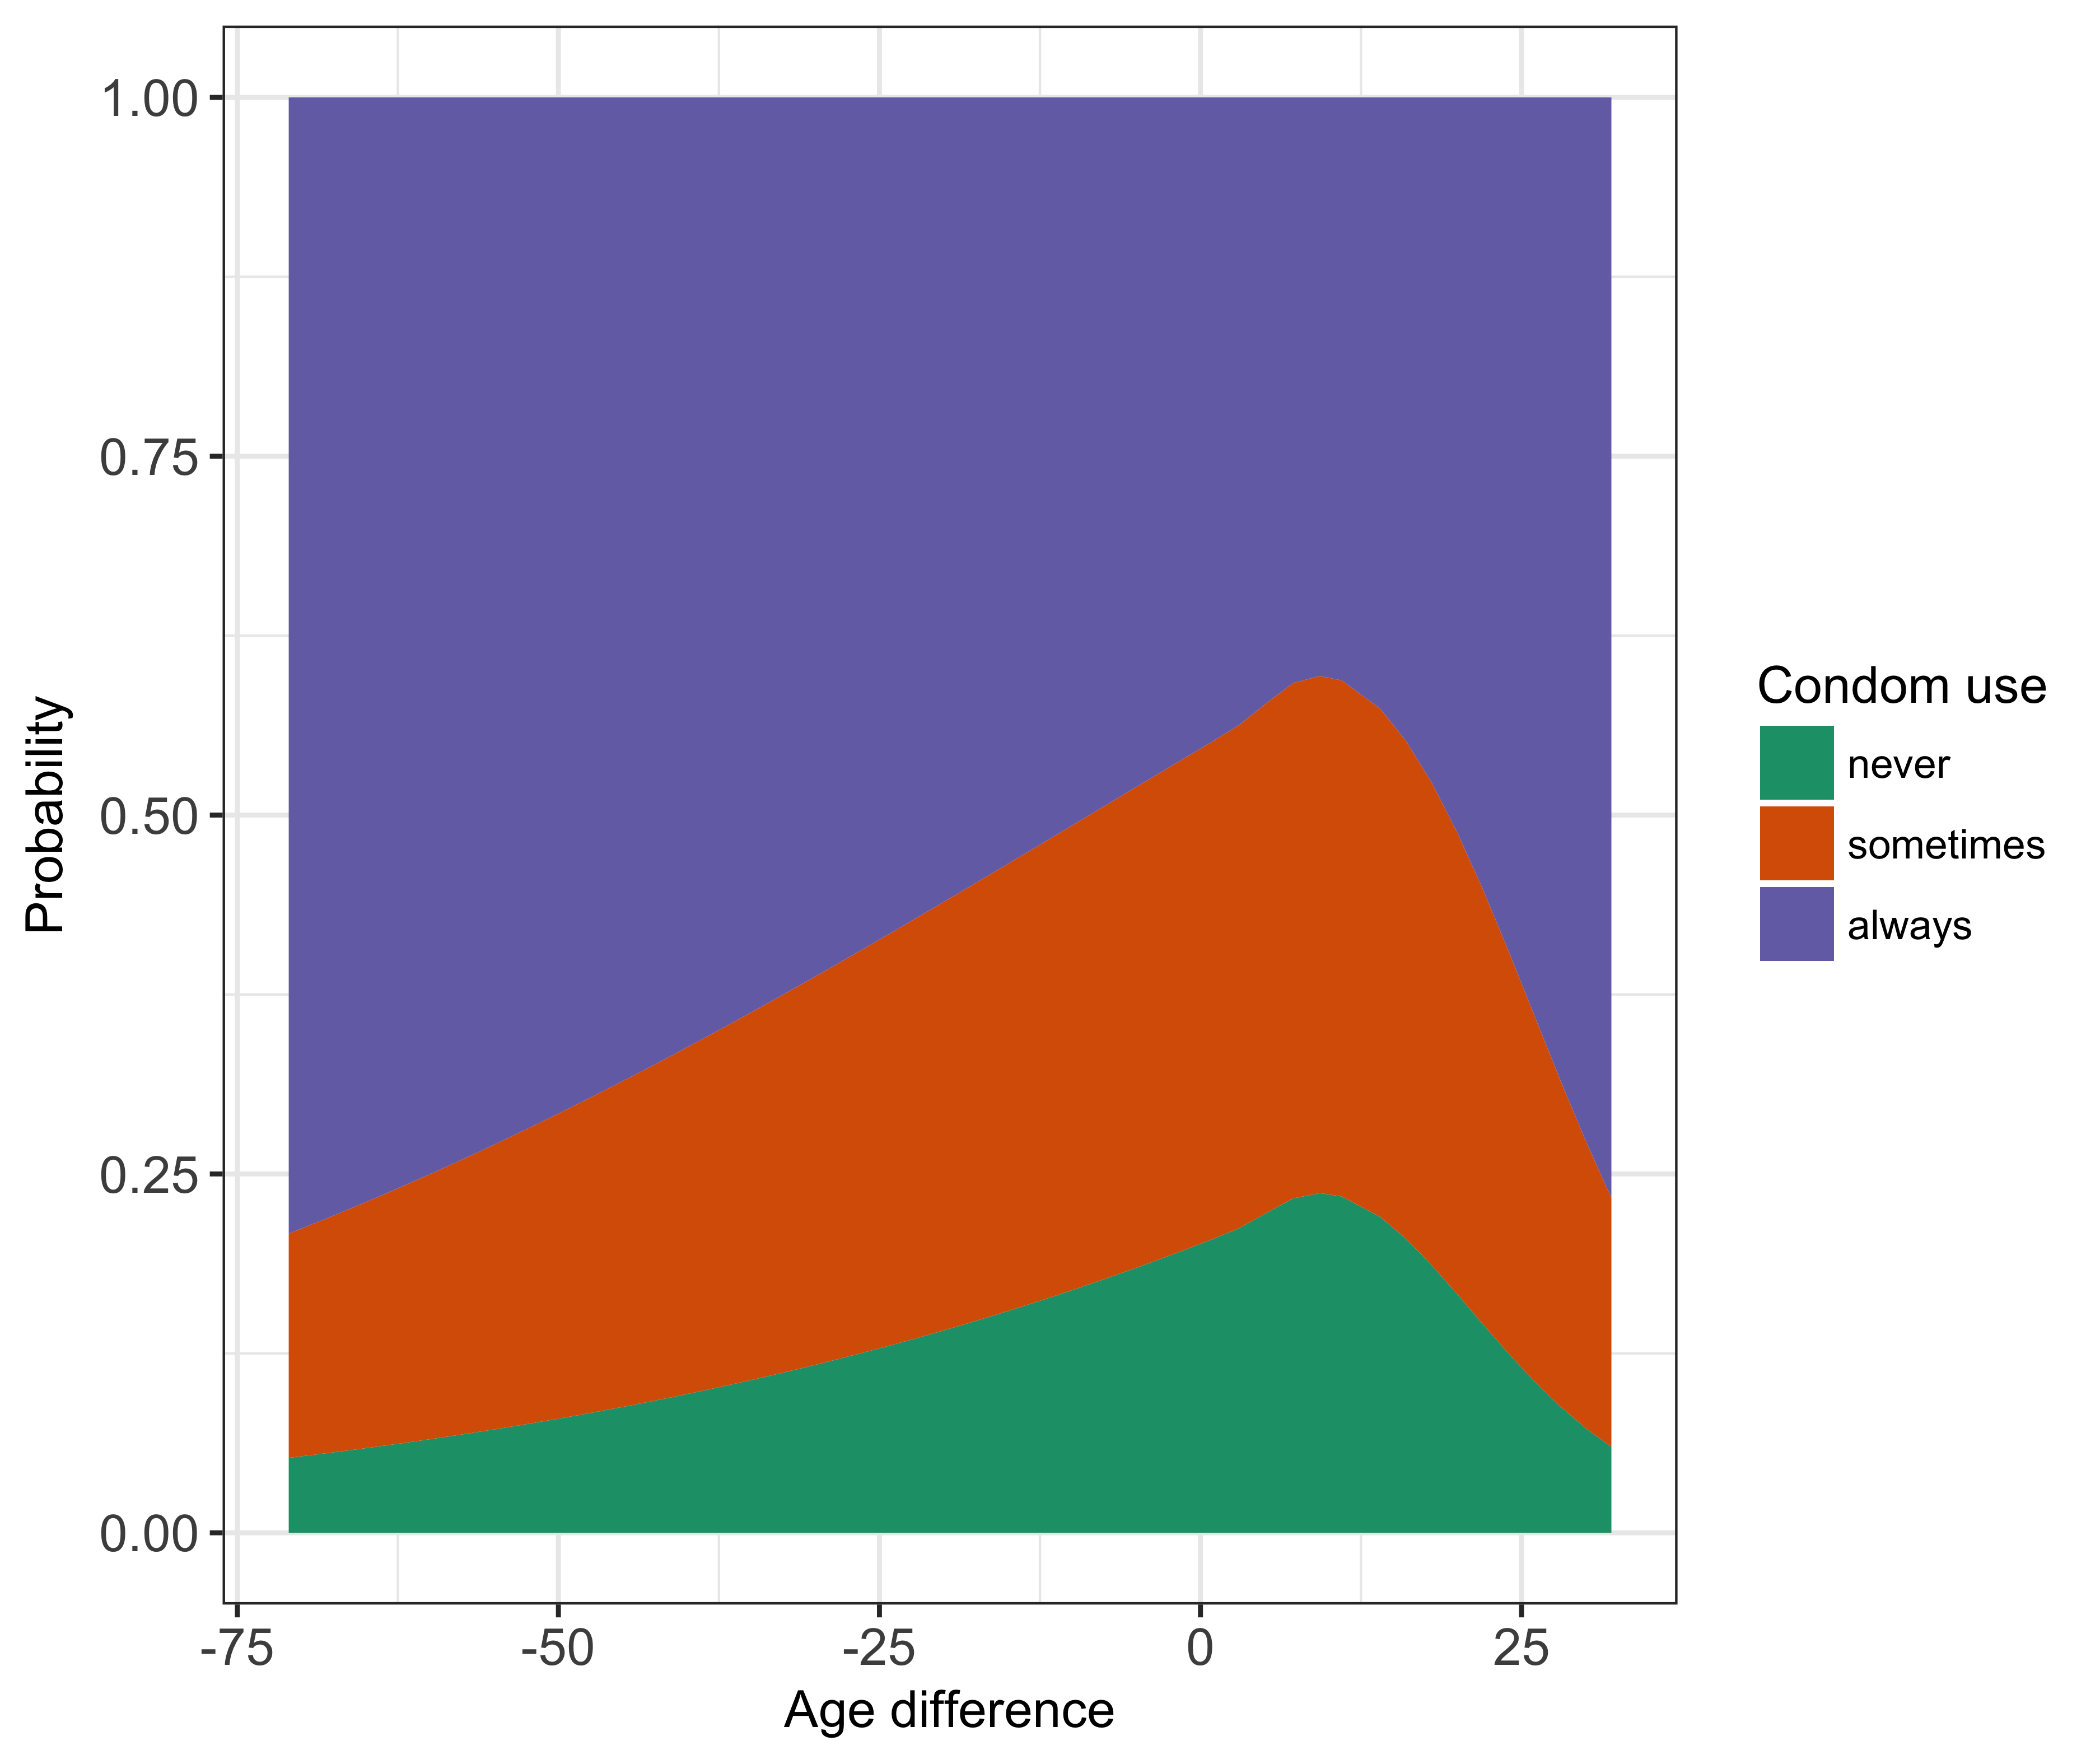 1.00
0.75
0.50
0.25
0.00
Probability
-75 -50 -25 0 25
Age difference
Condom use
never
sometimes
always